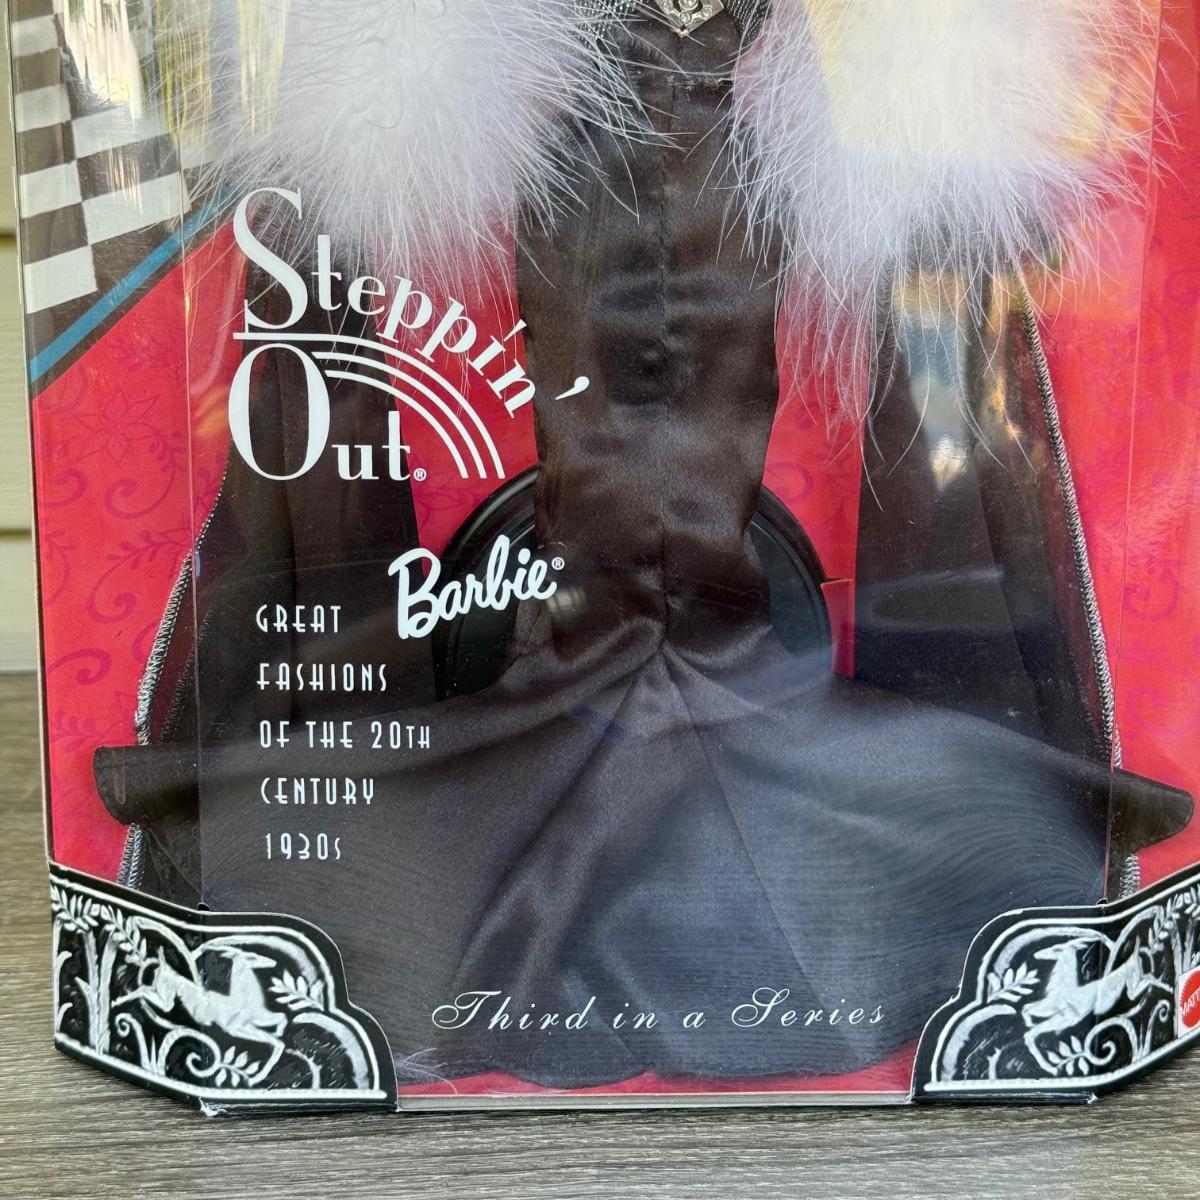 Steppin'
Out®
Barbie®
GREAT
FASHIONS
OF THE 20TH
CENTURY
1930s
Third in a Series